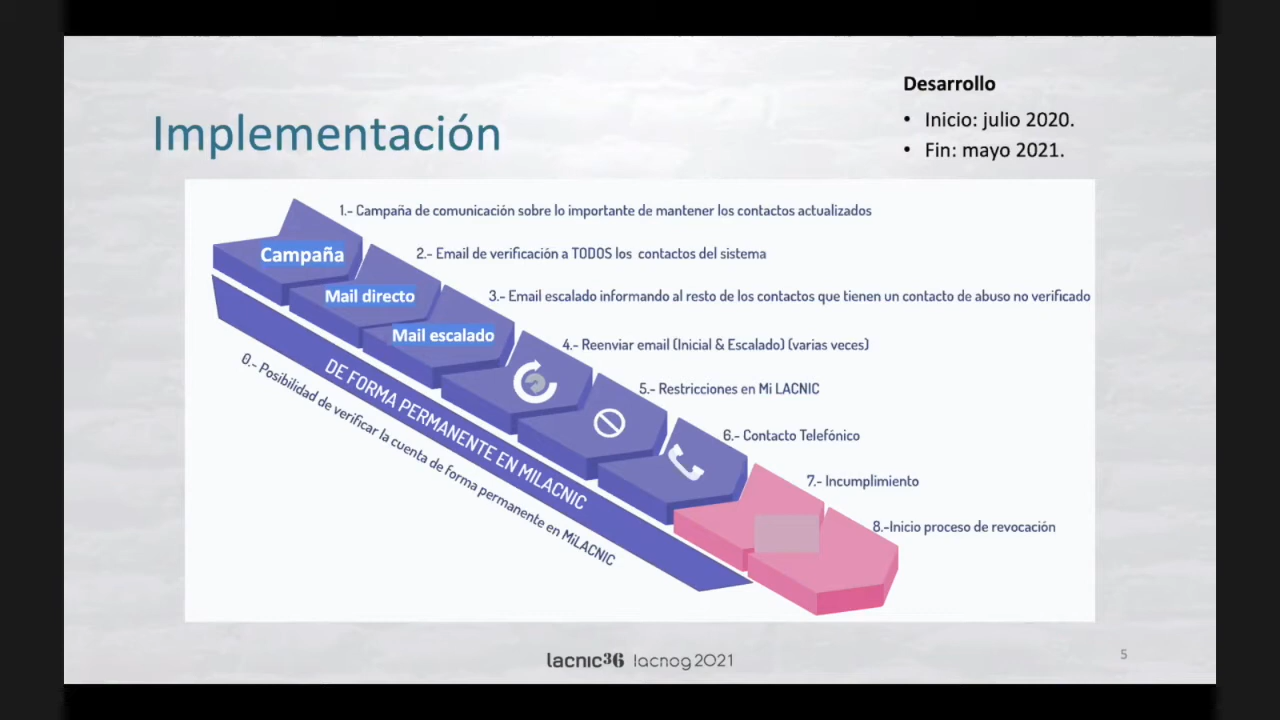 Desarrollo
• Inicio: julio 2020.
• Fin: mayo 2021.
Implementación
1.- Campaña de comunicación sobre lo importante de mantener los contactos actualizados
Campaña
2.- Email de verificación a TODOS los contactos del sistema
Mail directo
3.- Email escalado informando al resto de los contactos que tienen un contacto de abuso no verificado
Mail escalado
4.- Reenviar email (Inicial & Escalado) (varias veces)
5.- Restricciones en Mi LACNIC
6.- Contacto Telefónico
7.- Incumplimiento
8.-Inicio proceso de revocación
DE FORMA PERMANENTE EN MILACNIC
0.- Posibilidad de verificar la cuenta de forma permanente en MiLACNIC
lacnic36 lacnog2021
5